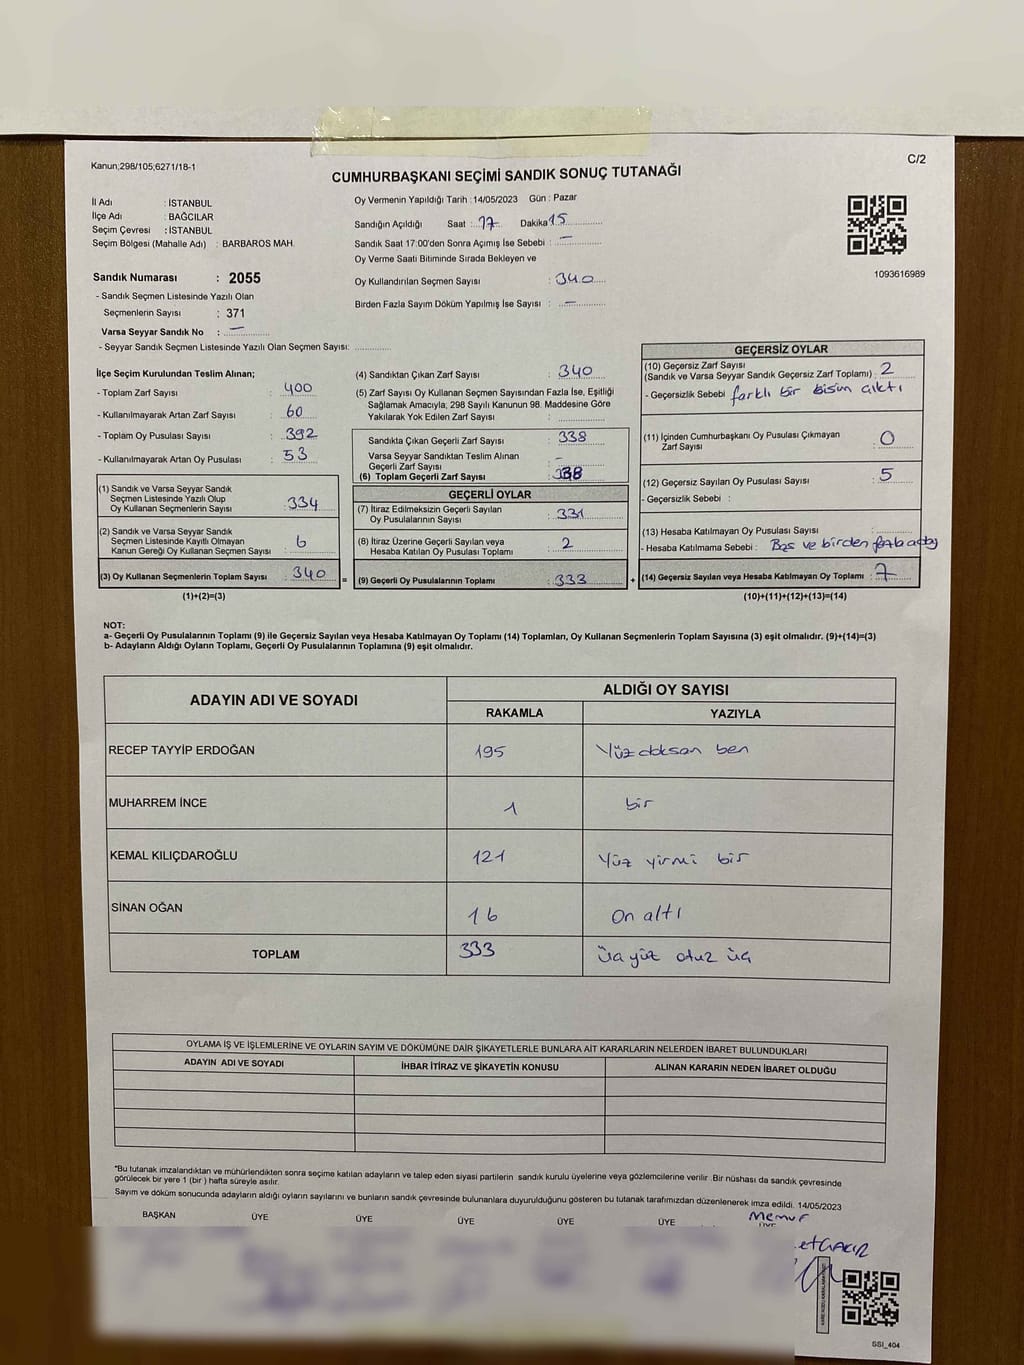 Kanun;298/105;6271/18-1
C/2
CUMHURBAŞKANI SEÇİMİ SANDIK SONUÇ TUTANAĞI
İl Adı : İSTANBUL
İlçe Adı : BAĞCILAR
Seçim Çevresi : İSTANBUL
Seçim Bölgesi (Mahalle Adı) : BARBAROS MAH.
Sandık Numarası : 2055
- Sandık Seçmen Listesinde Yazılı Olan
Seçmenlerin Sayısı : 371
Varsa Seyyar Sandık No : —
- Seyyar Sandık Seçmen Listesinde Yazılı Olan Seçmen Sayısı:
Oy Vermenin Yapıldığı Tarih :14/05/2023 Gün : Pazar
Sandığın Açıldığı Saat : 17 Dakika 15
Sandık Saat 17:00'den Sonra Açımış İse Sebebi : —
Oy Verme Saati Bitiminde Sırada Bekleyen ve
Oy Kullandırılan Seçmen Sayısı : 340
Birden Fazla Sayım Döküm Yapılmış İse Sayısı : —
1093616989
İlçe Seçim Kurulundan Teslim Alınan;
- Toplam Zarf Sayısı : 400
- Kullanılmayarak Artan Zarf Sayısı : 60
- Toplam Oy Pusulası Sayısı : 392
- Kullanılmayarak Artan Oy Pusulası : 53
(1) Sandık ve Varsa Seyyar Sandık
Seçmen Listesinde Yazılı Olup
Oy Kullanan Seçmenlerin Sayısı : 334
(2) Sandık ve Varsa Seyyar Sandık
Seçmen Listesinde Kayıtlı Olmayan
Kanun Gereği Oy Kullanan Seçmen Sayısı : 6
(3) Oy Kullanan Seçmenlerin Toplam Sayısı : 340
(1)+(2)=(3)
(4) Sandıktan Çıkan Zarf Sayısı : 340
(5) Zarf Sayısı Oy Kullanan Seçmen Sayısından Fazla İse, Eşitliği
Sağlamak Amacıyla, 298 Sayılı Kanunun 98. Maddesine Göre
Yakılarak Yok Edilen Zarf Sayısı :
Sandıkta Çıkan Geçerli Zarf Sayısı : 338
Varsa Seyyar Sandıktan Teslim Alınan
Geçerli Zarf Sayısı : -
(6) Toplam Geçerli Zarf Sayısı : 338
GEÇERLİ OYLAR
(7) İtiraz Edilmeksizin Geçerli Sayılan
Oy Pusulalarının Sayısı : 331
(8) İtiraz Üzerine Geçerli Sayılan veya
Hesaba Katılan Oy Pusulası Toplamı : 2
= (9) Geçerli Oy Pusulalarının Toplamı : 333 +
GEÇERSİZ OYLAR
(10) Geçersiz Zarf Sayısı
(Sandık ve Varsa Seyyar Sandık Geçersiz Zarf Toplamı) : 2
- Geçersizlik Sebebi : farklı bir
(11) İçinden Cumhurbaşkanı Oy Pusulası Çıkmayan
Zarf Sayısı : 0
(12) Geçersiz Sayılan Oy Pusulası Sayısı : 5
- Geçersizlik Sebebi :
(13) Hesaba Katılmayan Oy Pusulası Sayısı :
- Hesaba Katılmama Sebebi : Boş ve birden fazla
(14) Geçersiz Sayılan veya Hesaba Katılmayan Oy Toplamı : 7
(10)+(11)+(12)+(13)=(14)
NOT:
a- Geçerli Oy Pusulalarının Toplamı (9) ile Geçersiz Sayılan veya Hesaba Katılmayan Oy Toplamı (14) Toplamları, Oy Kullanan Seçmenlerin Toplam Sayısına (3) eşit olmalıdır. (9)+(14)=(3)
b- Adayların Aldığı Oyların Toplamı, Geçerli Oy Pusulalarının Toplamına (9) eşit olmalıdır.
ADAYIN ADI VE SOYADI
ALDIĞI OY SAYISI
RAKAMLA YAZIYLA
RECEP TAYYİP ERDOĞAN 195 Yüz doksan beş
MUHARREM İNCE 1 bir
KEMAL KILIÇDAROĞLU 121 Yüz yirmi bir
SİNAN OĞAN 16 On altı
TOPLAM 333 üç yüz otuz üç
OYLAMA İŞ VE İŞLEMLERİNE VE OYLARIN SAYIM VE DÖKÜMÜNE DAİR ŞİKAYETLERLE BUNLARA AİT KARARLARIN NELERDEN İBARET BULUNDUKLARI
ADAYIN ADI VE SOYADI İHBAR İTİRAZ VE ŞİKAYETİN KONUSU ALINAN KARARIN NEDEN İBARET OLDUĞU
*Bu tutanak imzalandıktan ve mühürlendikten sonra seçime katılan adayların ve talep eden siyasi partilerin sandık kurulu üyelerine veya gözlemcilerine verilir. Bir nüshası da sandık çevresinde
görülecek bir yere 1 (bir ) hafta süreyle asılır.
Sayım ve döküm sonucunda adayların aldığı oyların sayılarını ve bunların sandık çevresinde bulunanlara duyurulduğunu gösteren bu tutanak tarafımızdan düzenlenerek imza edildi. 14/05/2023
BAŞKAN ÜYE ÜYE ÜYE ÜYE ÜYE Memur
SSİ_404